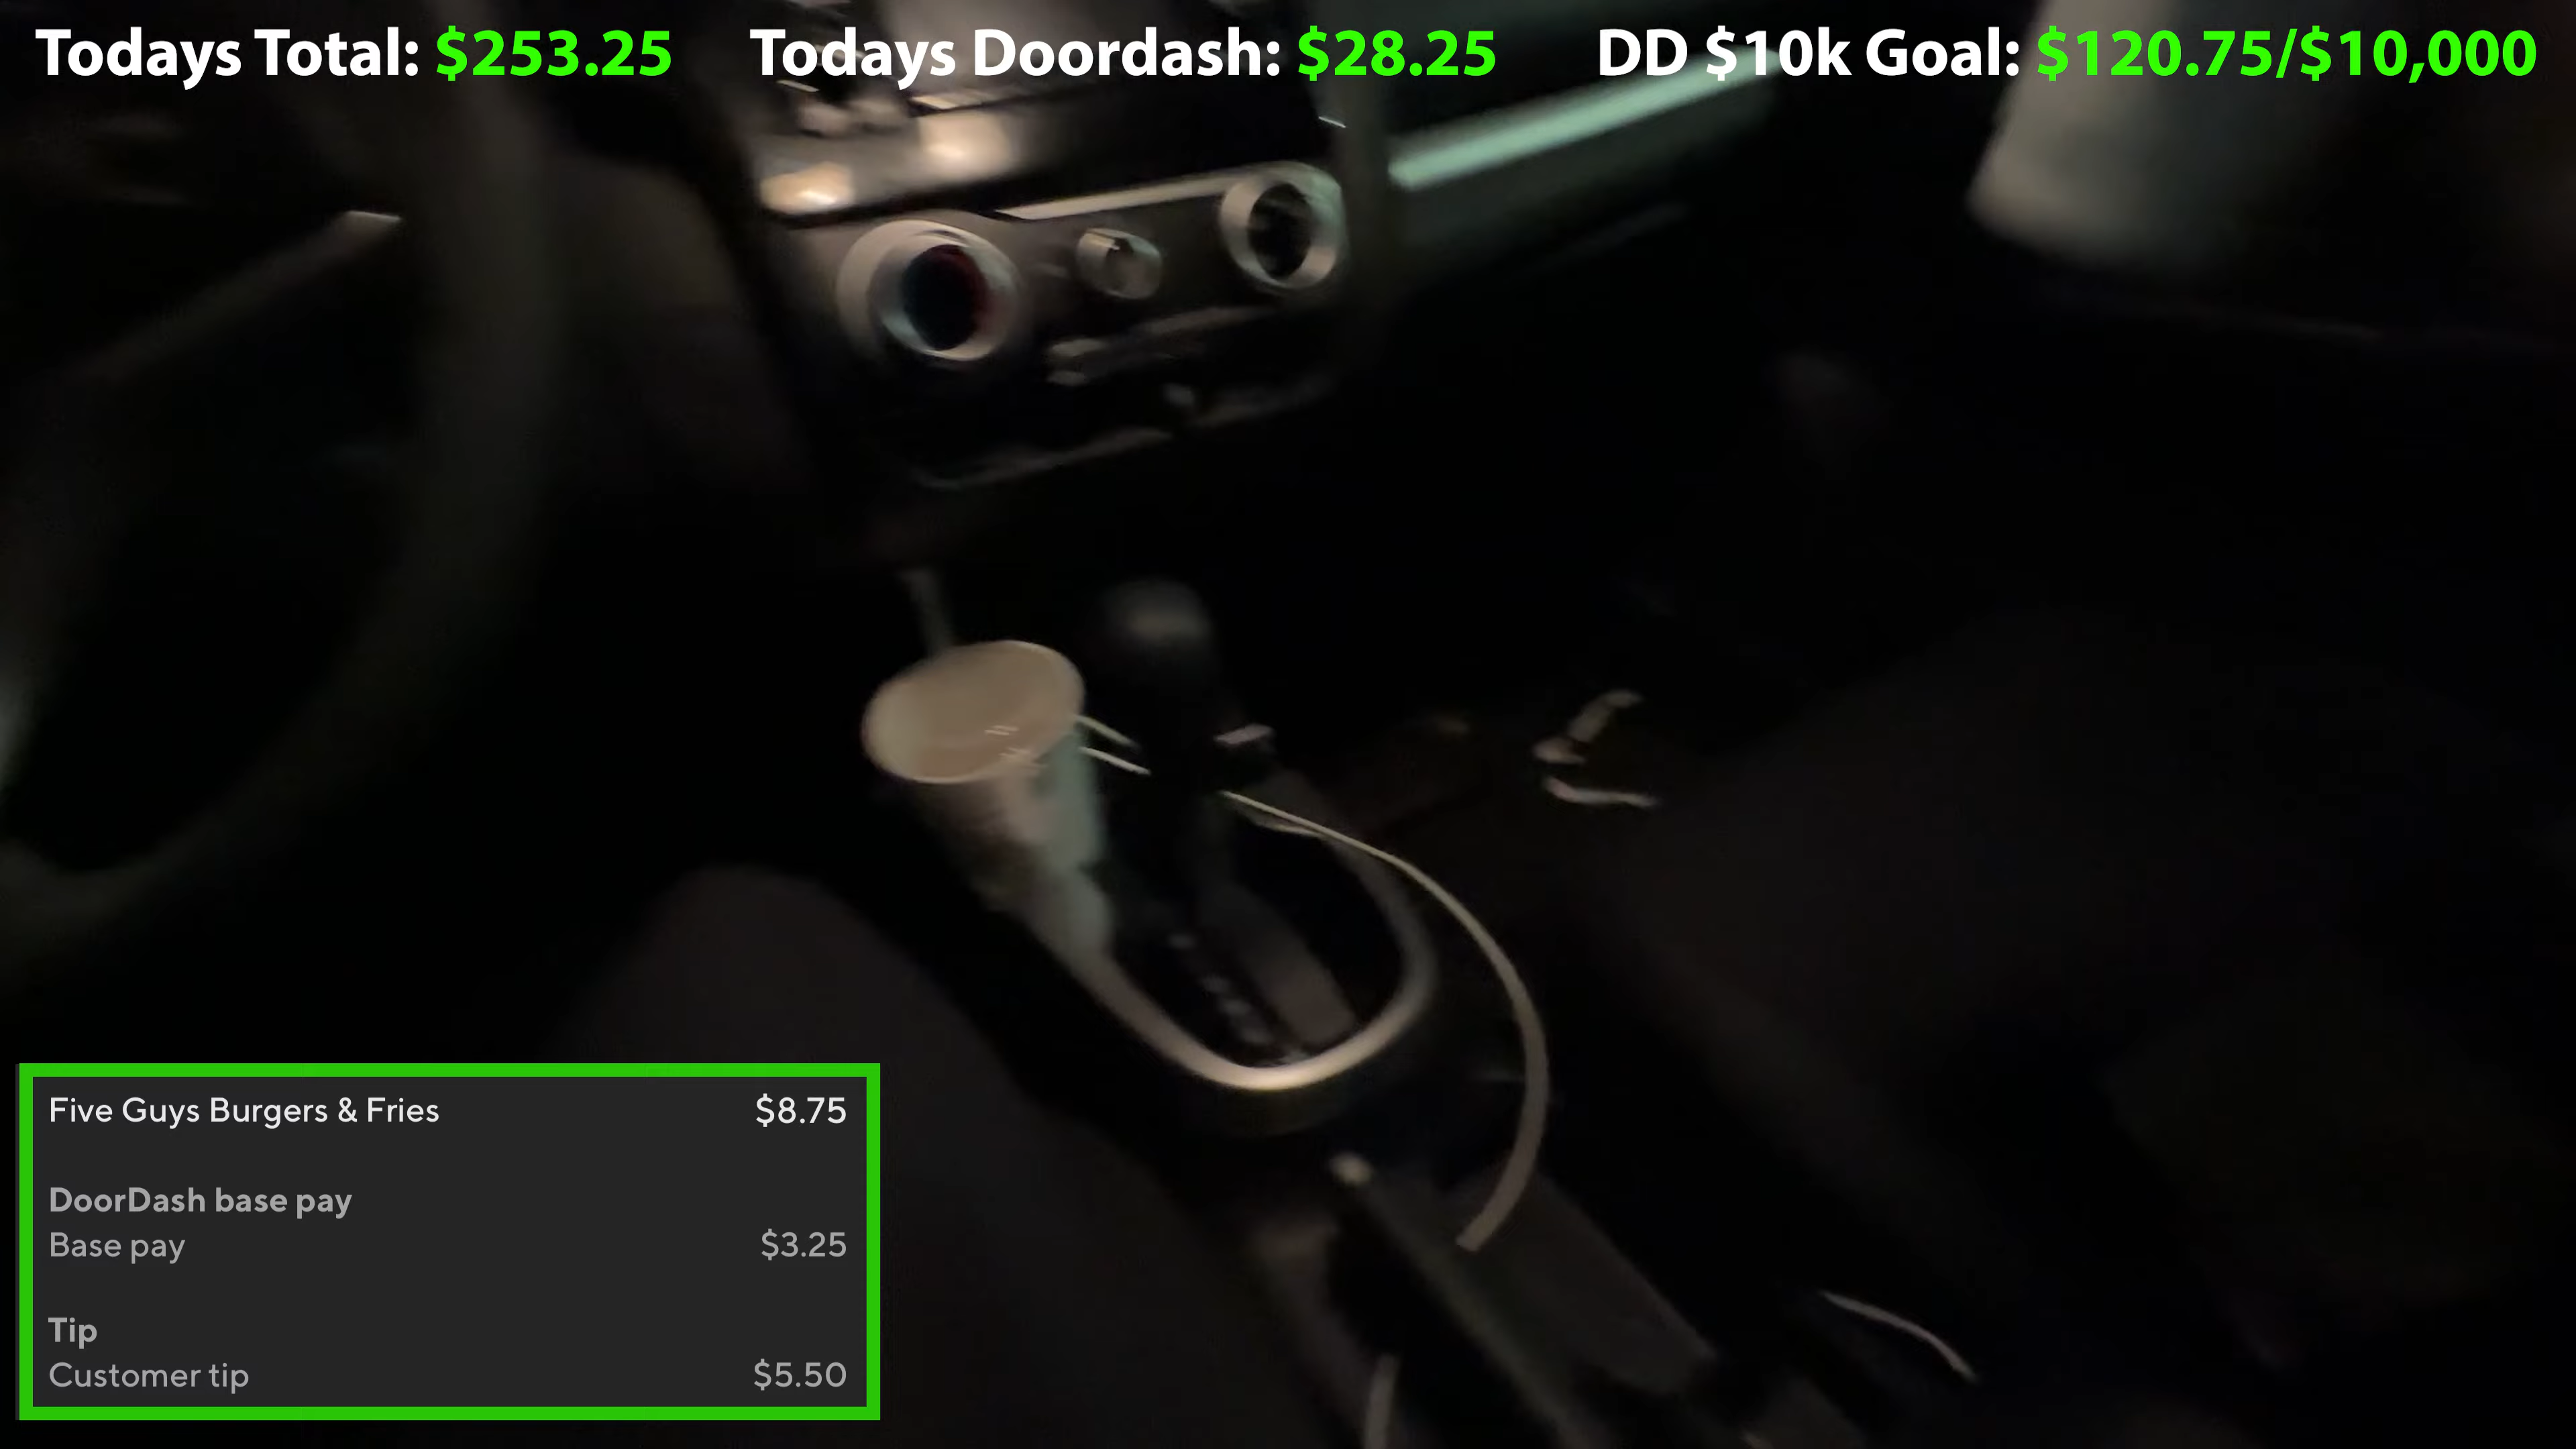 Todays Total: $253.25 Todays Doordash: $28.25 DD $10k Goal: $120.75/$10,000
Five Guys Burgers & Fries $8.75
DoorDash base pay
Base pay $3.25
Tip
Customer tip $5.50